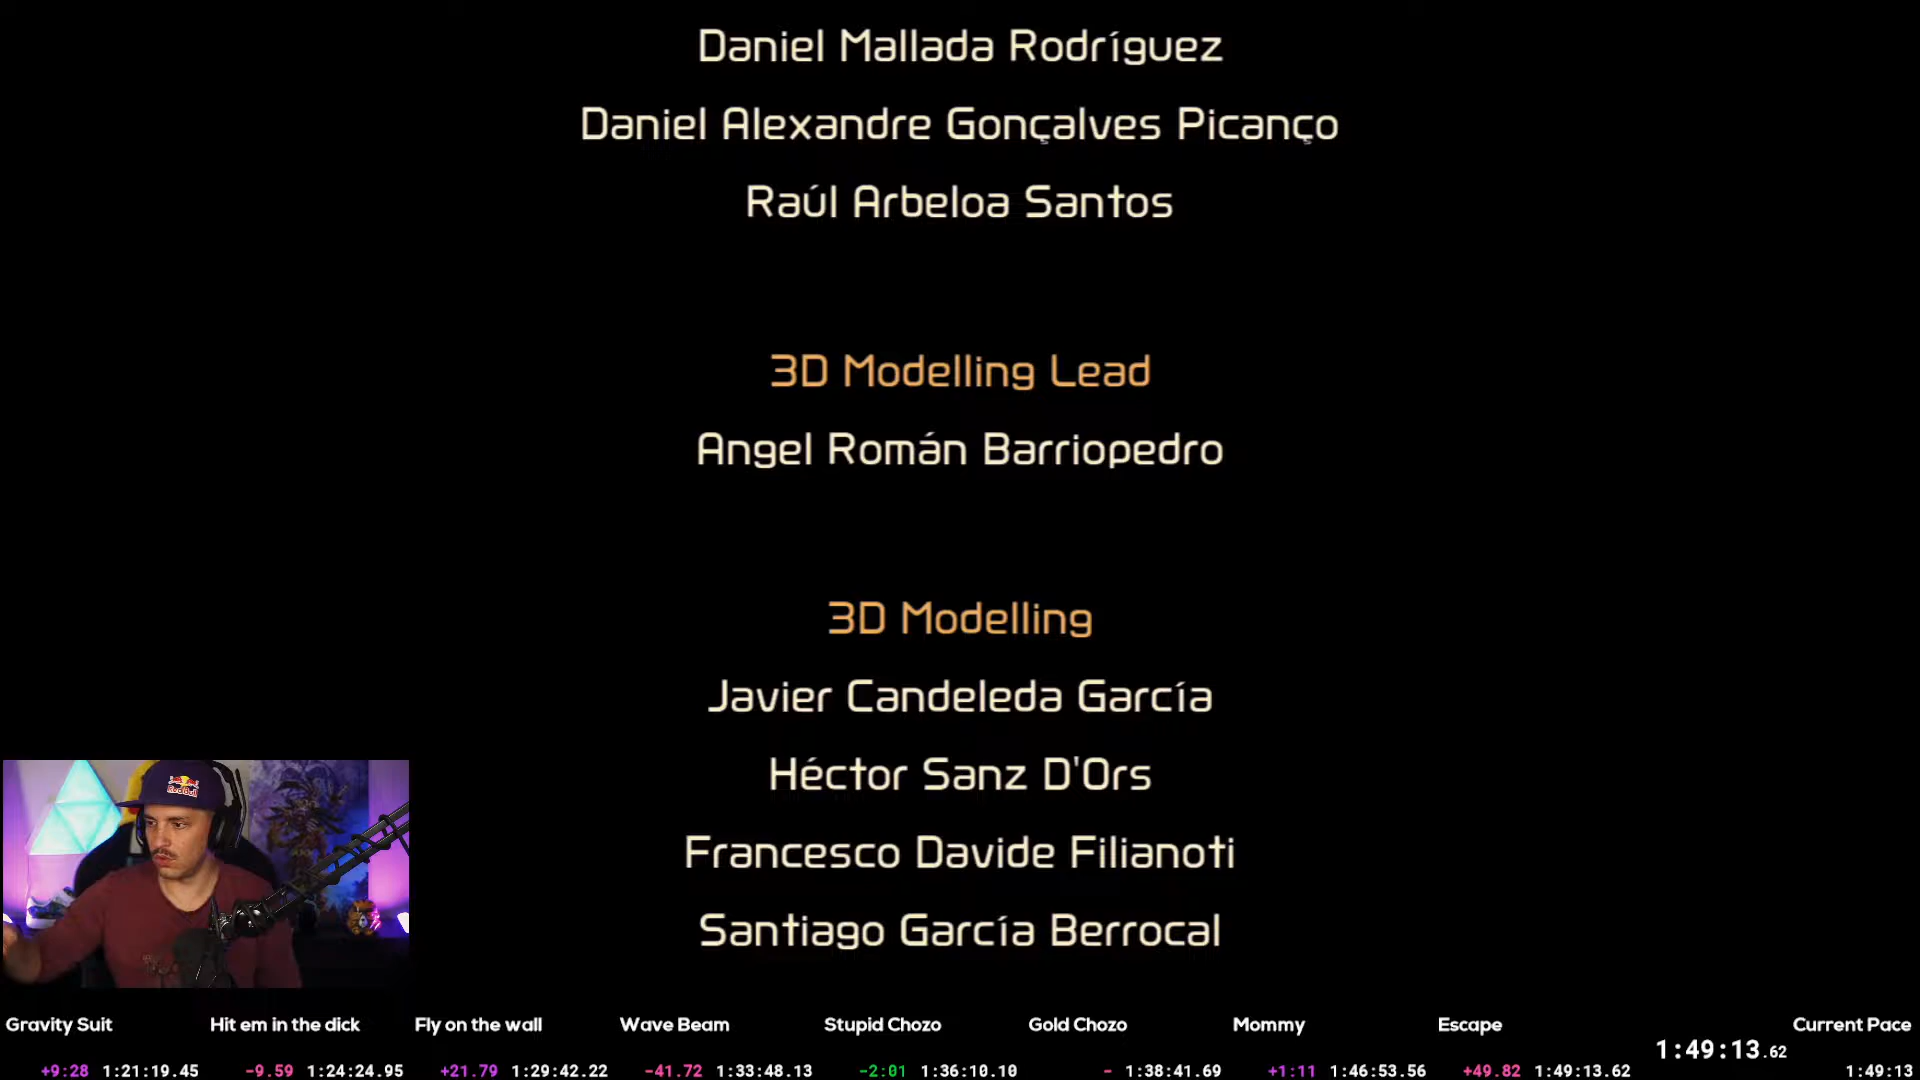 Daniel Mallada Rodríguez
Daniel Alexandre Gonçalves Picanço
Raúl Arbeloa Santos
3D Modelling Lead
Angel Román Barriopedro
3D Modelling
Javier Candeleda García
Héctor Sanz D'Ors
Francesco Davide Filianoti
Santiago García Berrocal
Red Bull
Gravity Suit Hit em in the dick Fly on the wall Wave Beam Stupid Chozo Gold Chozo Mommy Escape Current Pace
1:49:13.62
+9:28 1:21:19.45 -9.59 1:24:24.95 +21.79 1:29:42.22 -41.72 1:33:48.13 -2:01 1:36:10.10 - 1:38:41.69 +1:11 1:46:53.56 +49.82 1:49:13.62 1:49:13